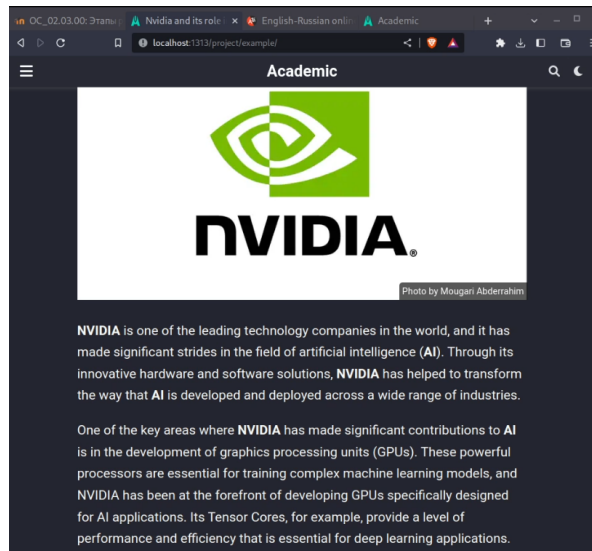 ОС_02.03.00: Этапы р
Nvidia and its role
English-Russian onlin
Academic
localhost:1313/project/example/
Academic
NVIDIA®
Photo by Mougari Abderrahim
NVIDIA is one of the leading technology companies in the world, and it has
made significant strides in the field of artificial intelligence (AI). Through its
innovative hardware and software solutions, NVIDIA has helped to transform
the way that AI is developed and deployed across a wide range of industries.
One of the key areas where NVIDIA has made significant contributions to AI
is in the development of graphics processing units (GPUs). These powerful
processors are essential for training complex machine learning models, and
NVIDIA has been at the forefront of developing GPUs specifically designed
for AI applications. Its Tensor Cores, for example, provide a level of
performance and efficiency that is essential for deep learning applications.